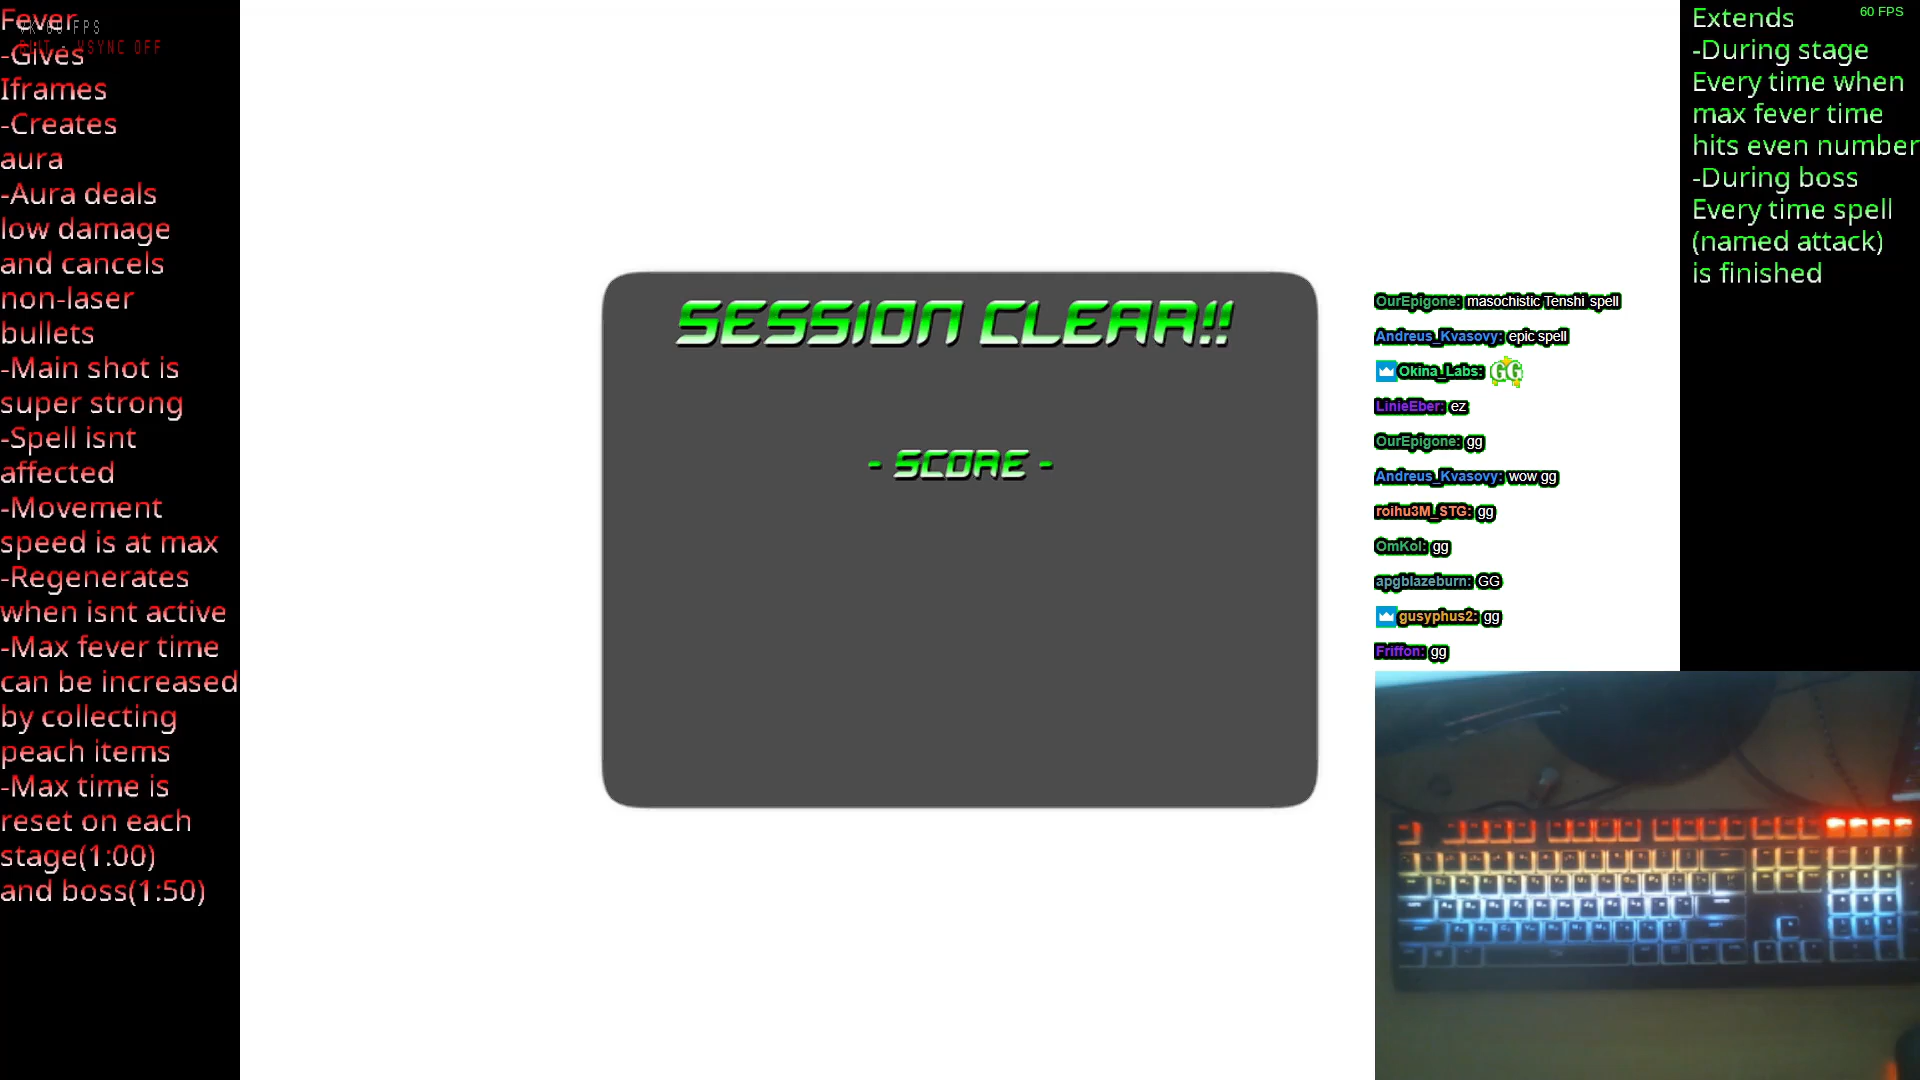 Fever
-Gives
Iframes
-Creates
aura
-Aura deals
low damage
and cancels
non-laser
bullets
-Main shot is
super strong
-Spell isnt
affected
-Movement
speed is at max
-Regenerates
when isnt active
-Max fever time
can be increased
by collecting
peach items
-Max time is
reset on each
stage(1:00)
and boss(1:50)
SESSION CLEAR!!
- SCORE -
60 FPS
Extends
-During stage
Every time when
max fever time
hits even number
-During boss
Every time spell
(named attack)
is finished
OurEpigone: masochistic Tenshi spell
Andreus_Kvasovy: epic spell
Okina_Labs: GG
LinieEber: ez
OurEpigone: gg
Andreus_Kvasovy: wow gg
roihu3M_STG: gg
OmKol: gg
apgblazeburn: GG
gusyphus2: gg
Friffon: gg